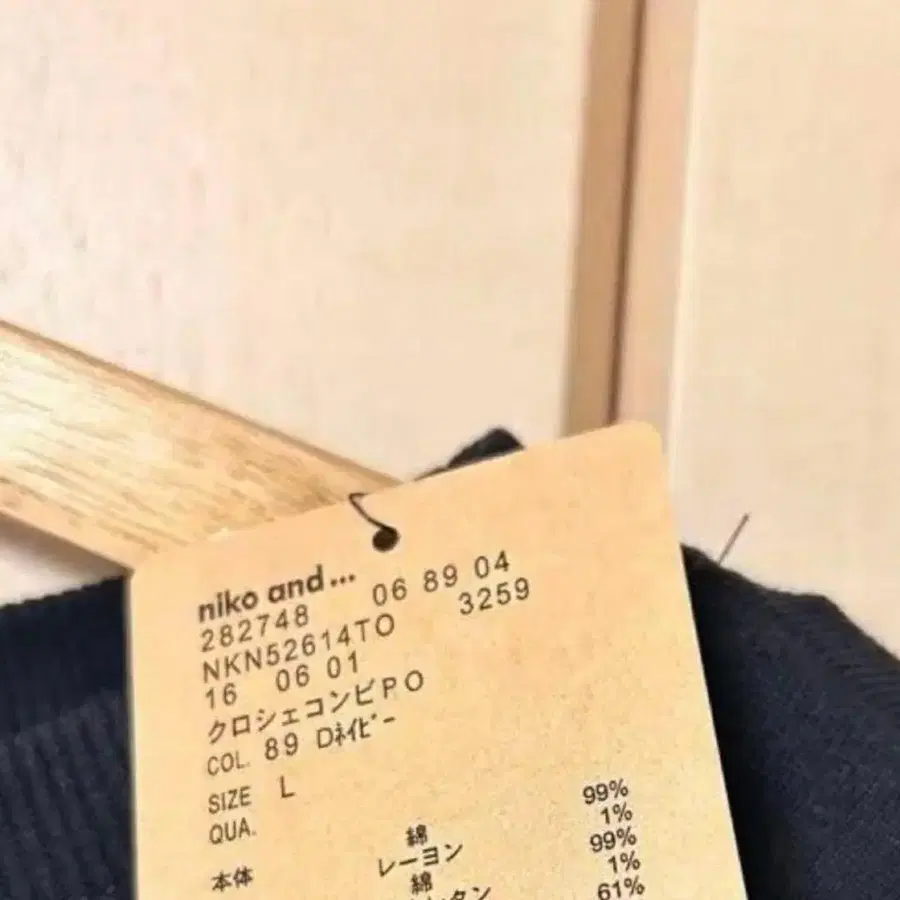 niko and...
282748 06 89 04
NKN52614TO 3259
16 06 01
クロシェコンビPO
COL. 89 Dﾈｲﾋﾞｰ
SIZE L
QUA.
99%
綿 1%
レーヨン 99%
本体 綿 1%
61%